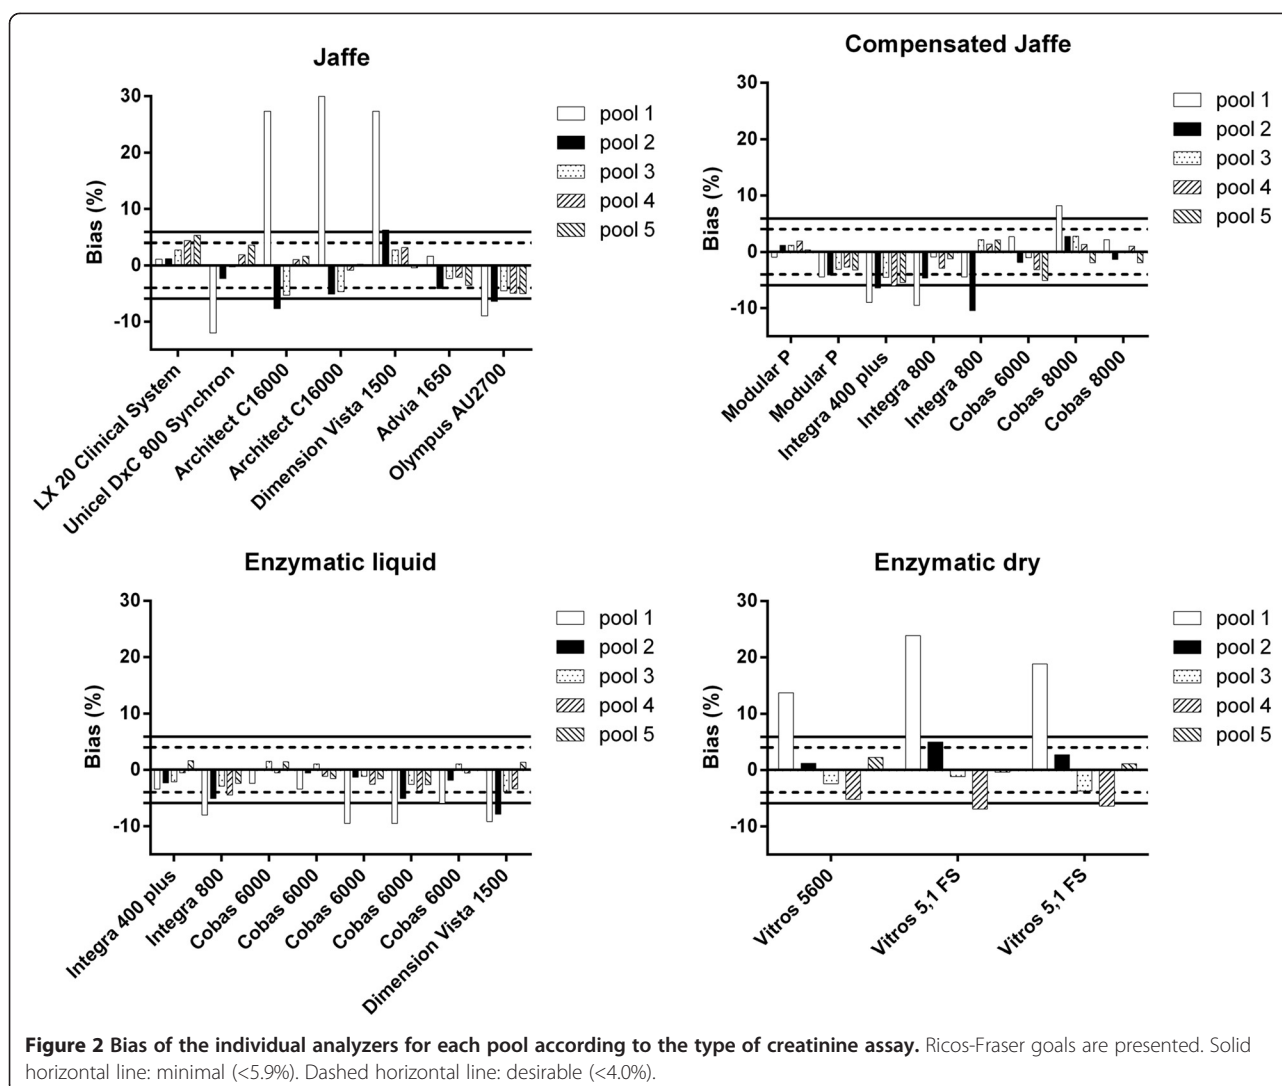 Jaffe
Bias (%)
30
20
10
0
-10
pool 1
pool 2
pool 3
pool 4
pool 5
LX 20 Clinical System
Unicel DxC 800 Synchron
Architect C16000
Architect C16000
Dimension Vista 1500
Advia 1650
Olympus AU2700
Compensated Jaffe
Bias (%)
30
20
10
0
-10
pool 1
pool 2
pool 3
pool 4
pool 5
Modular P
Modular P
Integra 400 plus
Integra 800
Integra 800
Cobas 6000
Cobas 8000
Cobas 8000
Enzymatic liquid
Bias (%)
30
20
10
0
-10
pool 1
pool 2
pool 3
pool 4
pool 5
Integra 400 plus
Integra 800
Cobas 6000
Cobas 6000
Cobas 6000
Cobas 6000
Cobas 6000
Dimension Vista 1500
Enzymatic dry
Bias (%)
30
20
10
0
-10
pool 1
pool 2
pool 3
pool 4
pool 5
Vitros 5600
Vitros 5,1 FS
Vitros 5,1 FS
Figure 2 Bias of the individual analyzers for each pool according to the type of creatinine assay. Ricos-Fraser goals are presented. Solid
horizontal line: minimal (<5.9%). Dashed horizontal line: desirable (<4.0%).